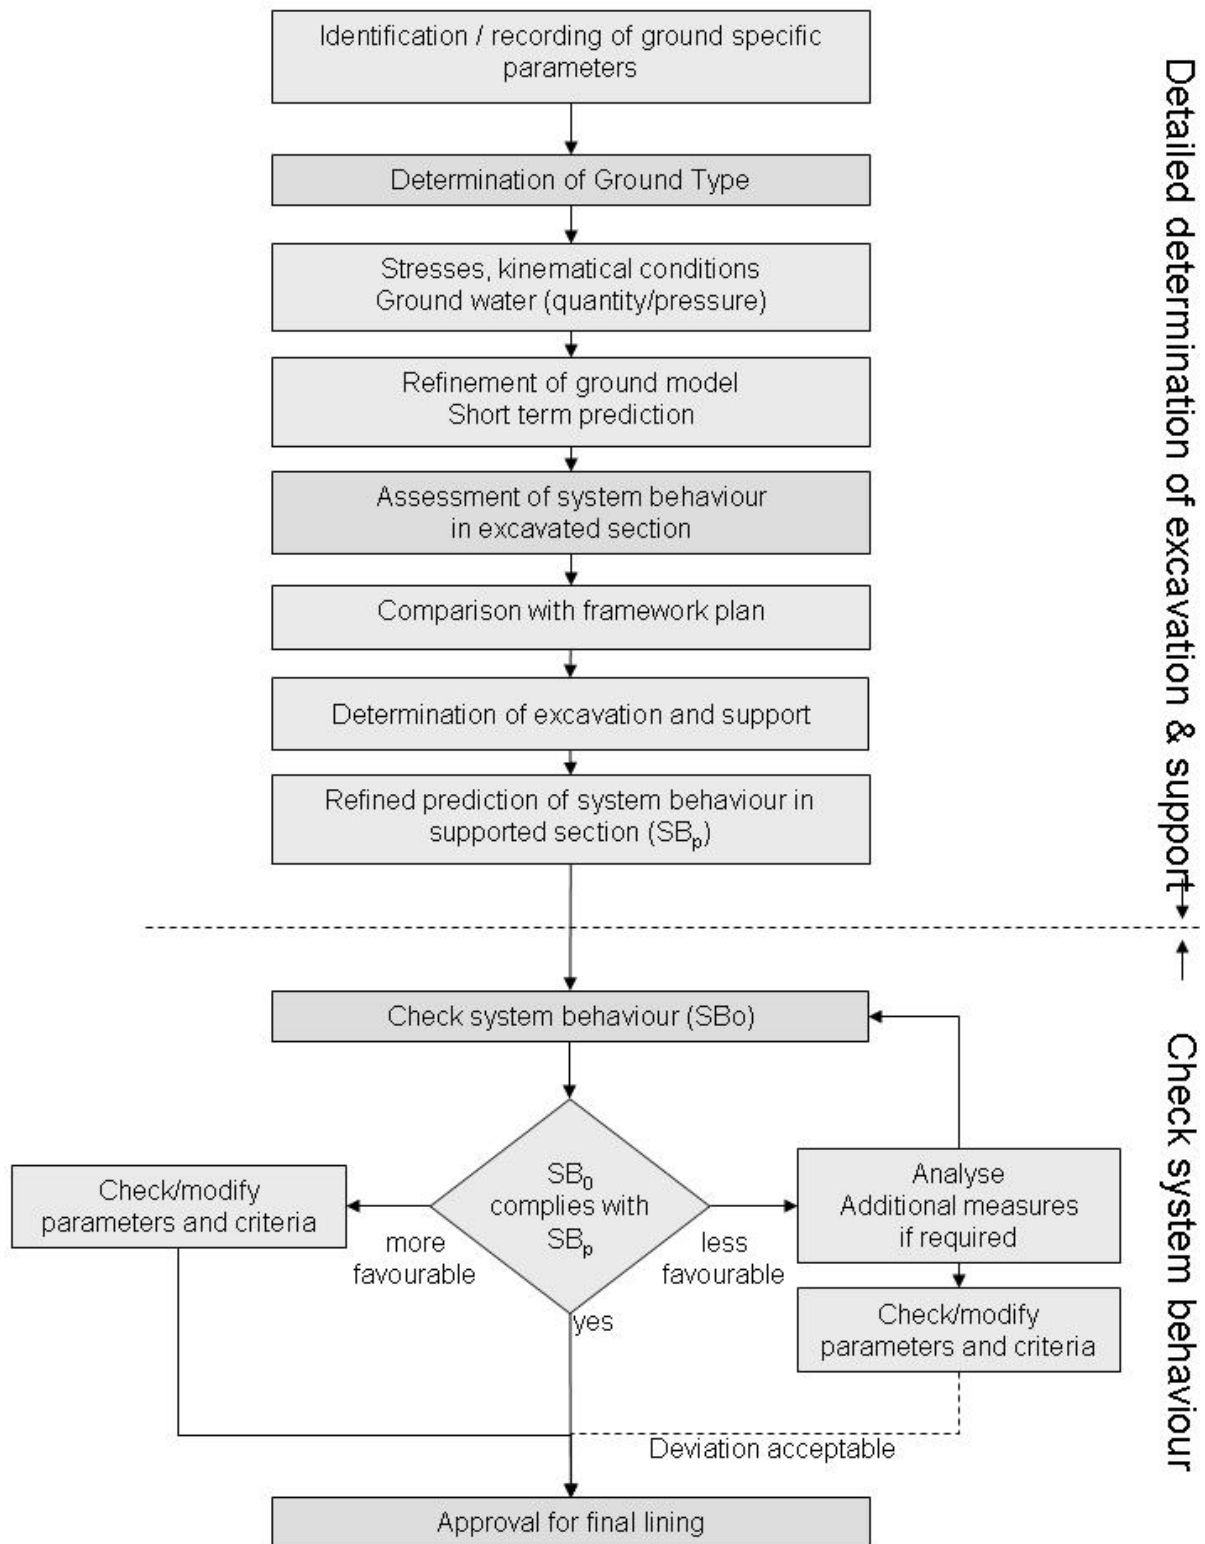 Identification / recording of ground specific
parameters
Determination of Ground Type
Stresses, kinematical conditions
Ground water (quantity/pressure)
Refinement of ground model
Short term prediction
Assessment of system behaviour
in excavated section
Comparison with framework plan
Determination of excavation and support
Refined prediction of system behaviour in
supported section (SBp)
Detailed determination of excavation & support
Check system behaviour (SBo)
SB0
complies with
SBp
more
favourable
Check/modify
parameters and criteria
less
favourable
Analyse
Additional measures
if required
Check/modify
parameters and criteria
yes
Deviation acceptable
Approval for final lining
Check system behaviour